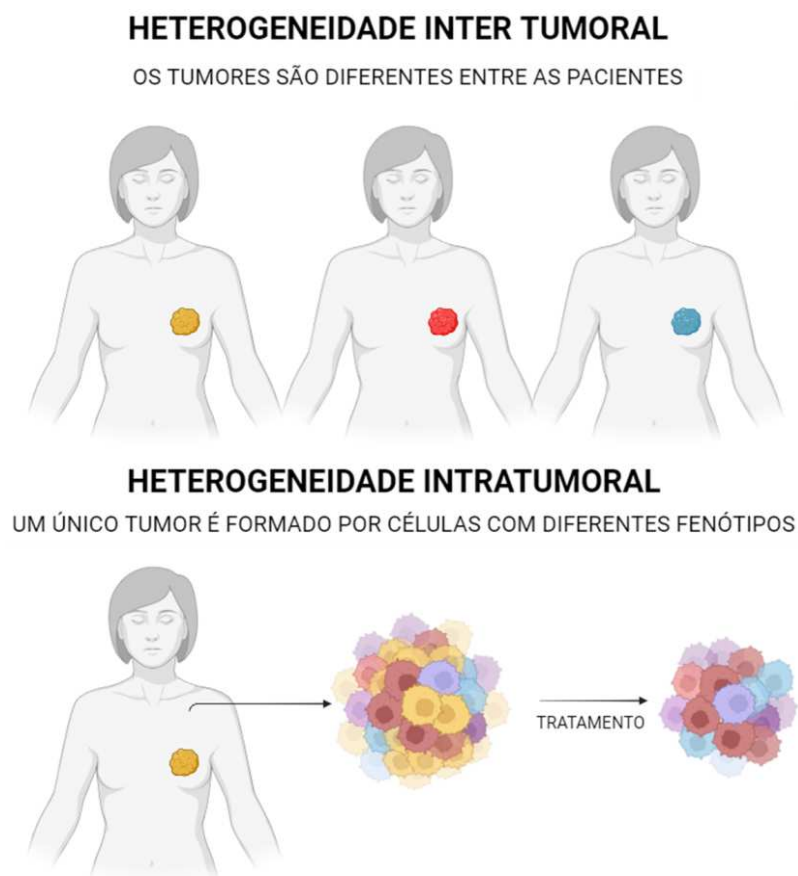 HETEROGENEIDADE INTER TUMORAL
OS TUMORES SÃO DIFERENTES ENTRE AS PACIENTES
HETEROGENEIDADE INTRATUMORAL
UM ÚNICO TUMOR É FORMADO POR CÉLULAS COM DIFERENTES FENÓTIPOS
TRATAMENTO